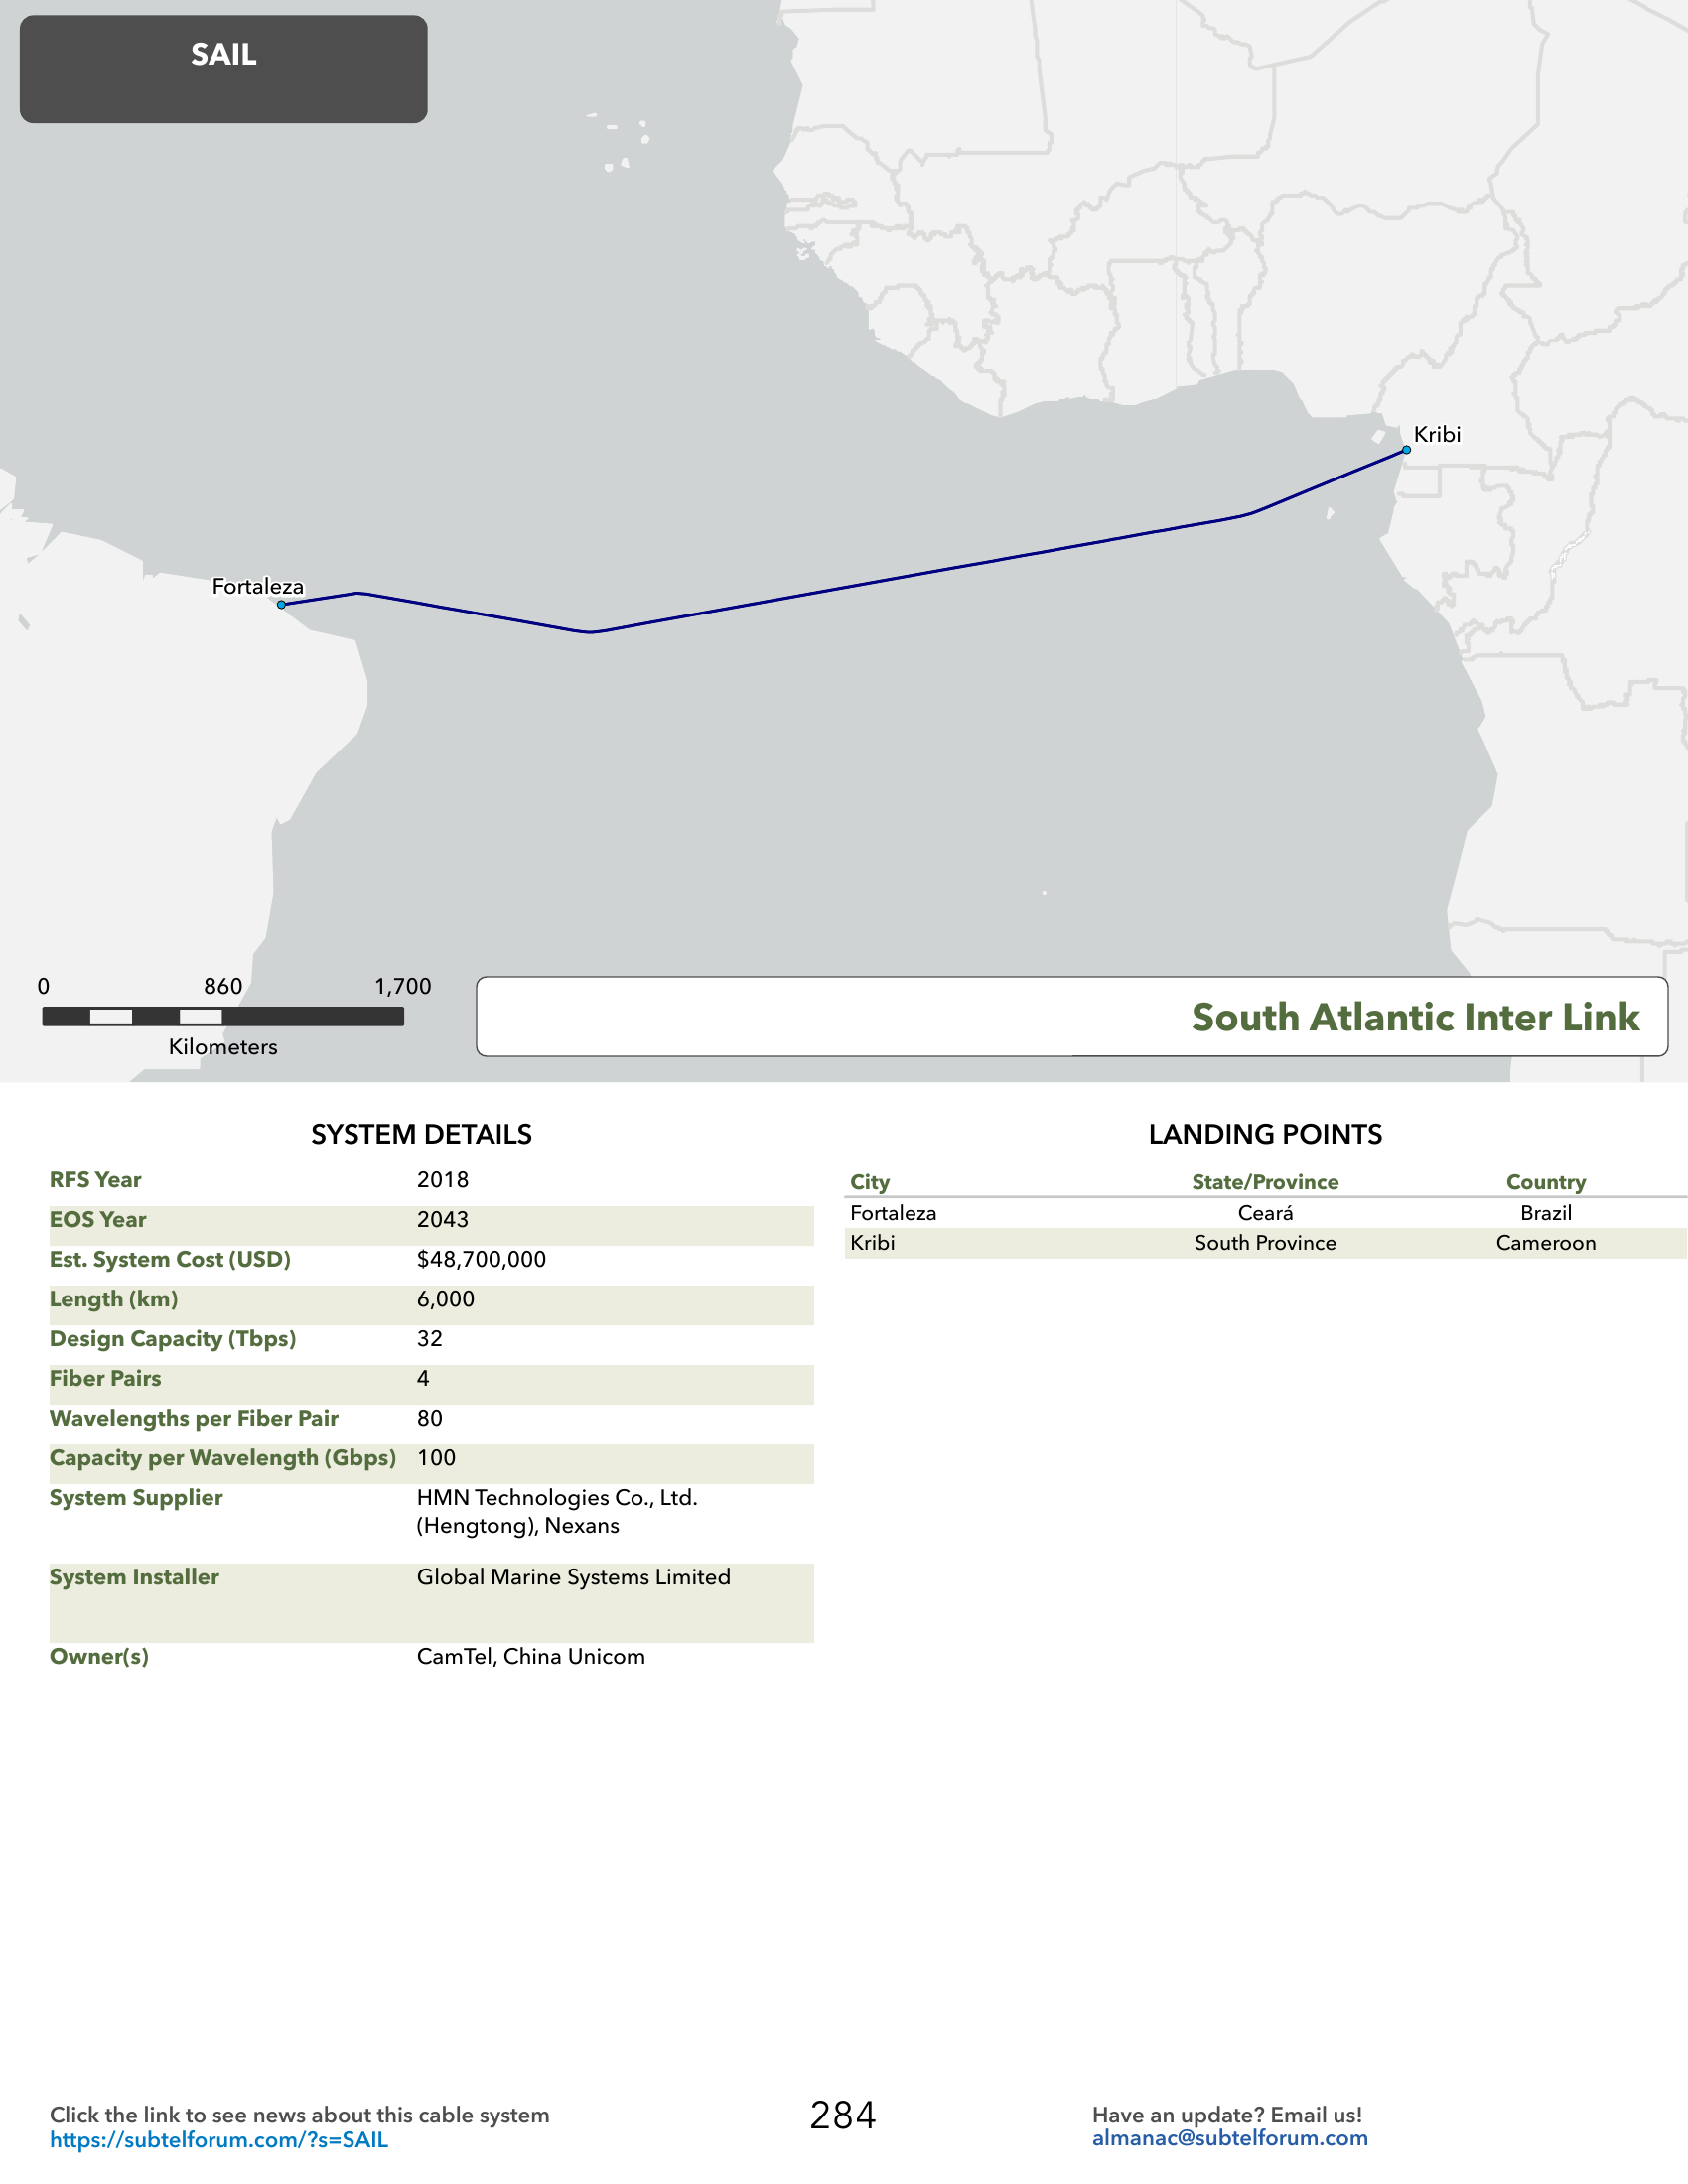 SAIL
Kribi
Fortaleza
0 860 1,700
Kilometers
South Atlantic Inter Link
SYSTEM DETAILS
RFS Year 2018
EOS Year 2043
Est. System Cost (USD) $48,700,000
Length (km) 6,000
Design Capacity (Tbps) 32
Fiber Pairs 4
Wavelengths per Fiber Pair 80
Capacity per Wavelength (Gbps) 100
System Supplier HMN Technologies Co., Ltd.
(Hengtong), Nexans
System Installer Global Marine Systems Limited
Owner(s) CamTel, China Unicom
LANDING POINTS
City State/Province Country
Fortaleza Ceará Brazil
Kribi South Province Cameroon
Click the link to see news about this cable system
https://subtelforum.com/?s=SAIL
284
Have an update? Email us!
almanac@subtelforum.com